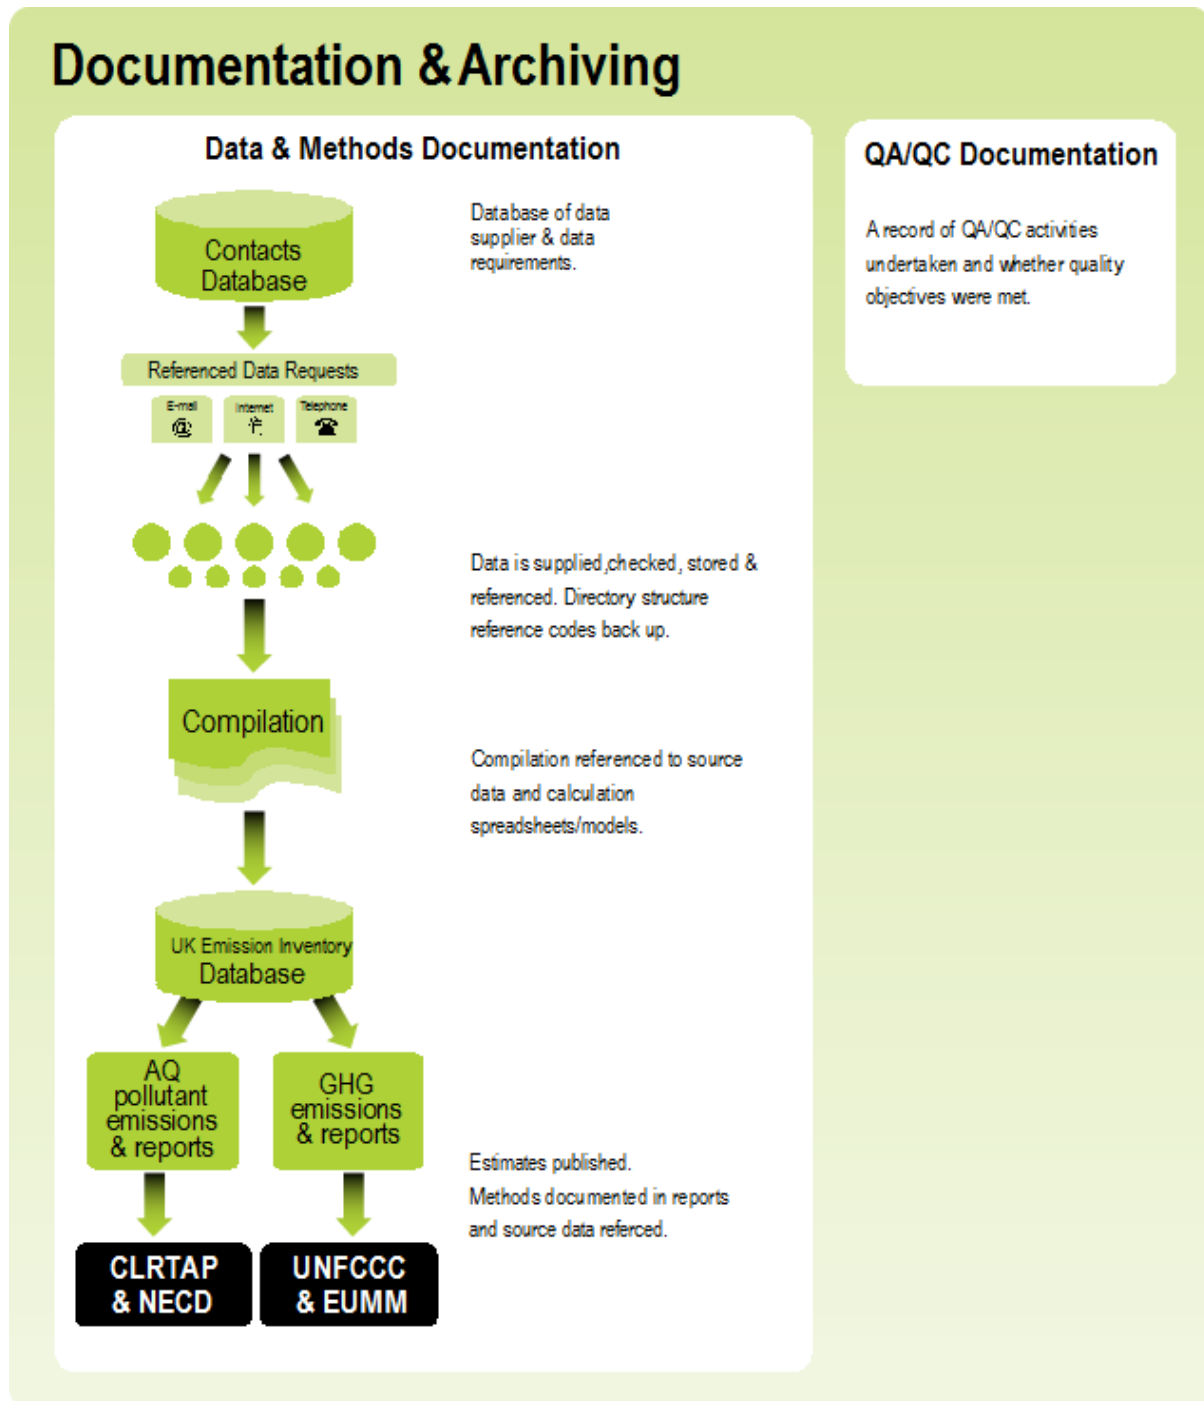 Documentation & Archiving
Data & Methods Documentation
Contacts
Database
Database of data
supplier & data
requirements.
Referenced Data Requests
E-mail
@
Internet
Telephone
Data is supplied,checked, stored &
referenced. Directory structure
reference codes back up.
Compilation
Compilation referenced to source
data and calculation
spreadsheets/models.
UK Emission Inventory
Database
AQ
pollutant
emissions
& reports
GHG
emissions
& reports
Estimates published.
Methods documented in reports
and source data referced.
CLRTAP
& NECD
UNFCCC
& EUMM
QA/QC Documentation
A record of QA/QC activities
undertaken and whether quality
objectives were met.